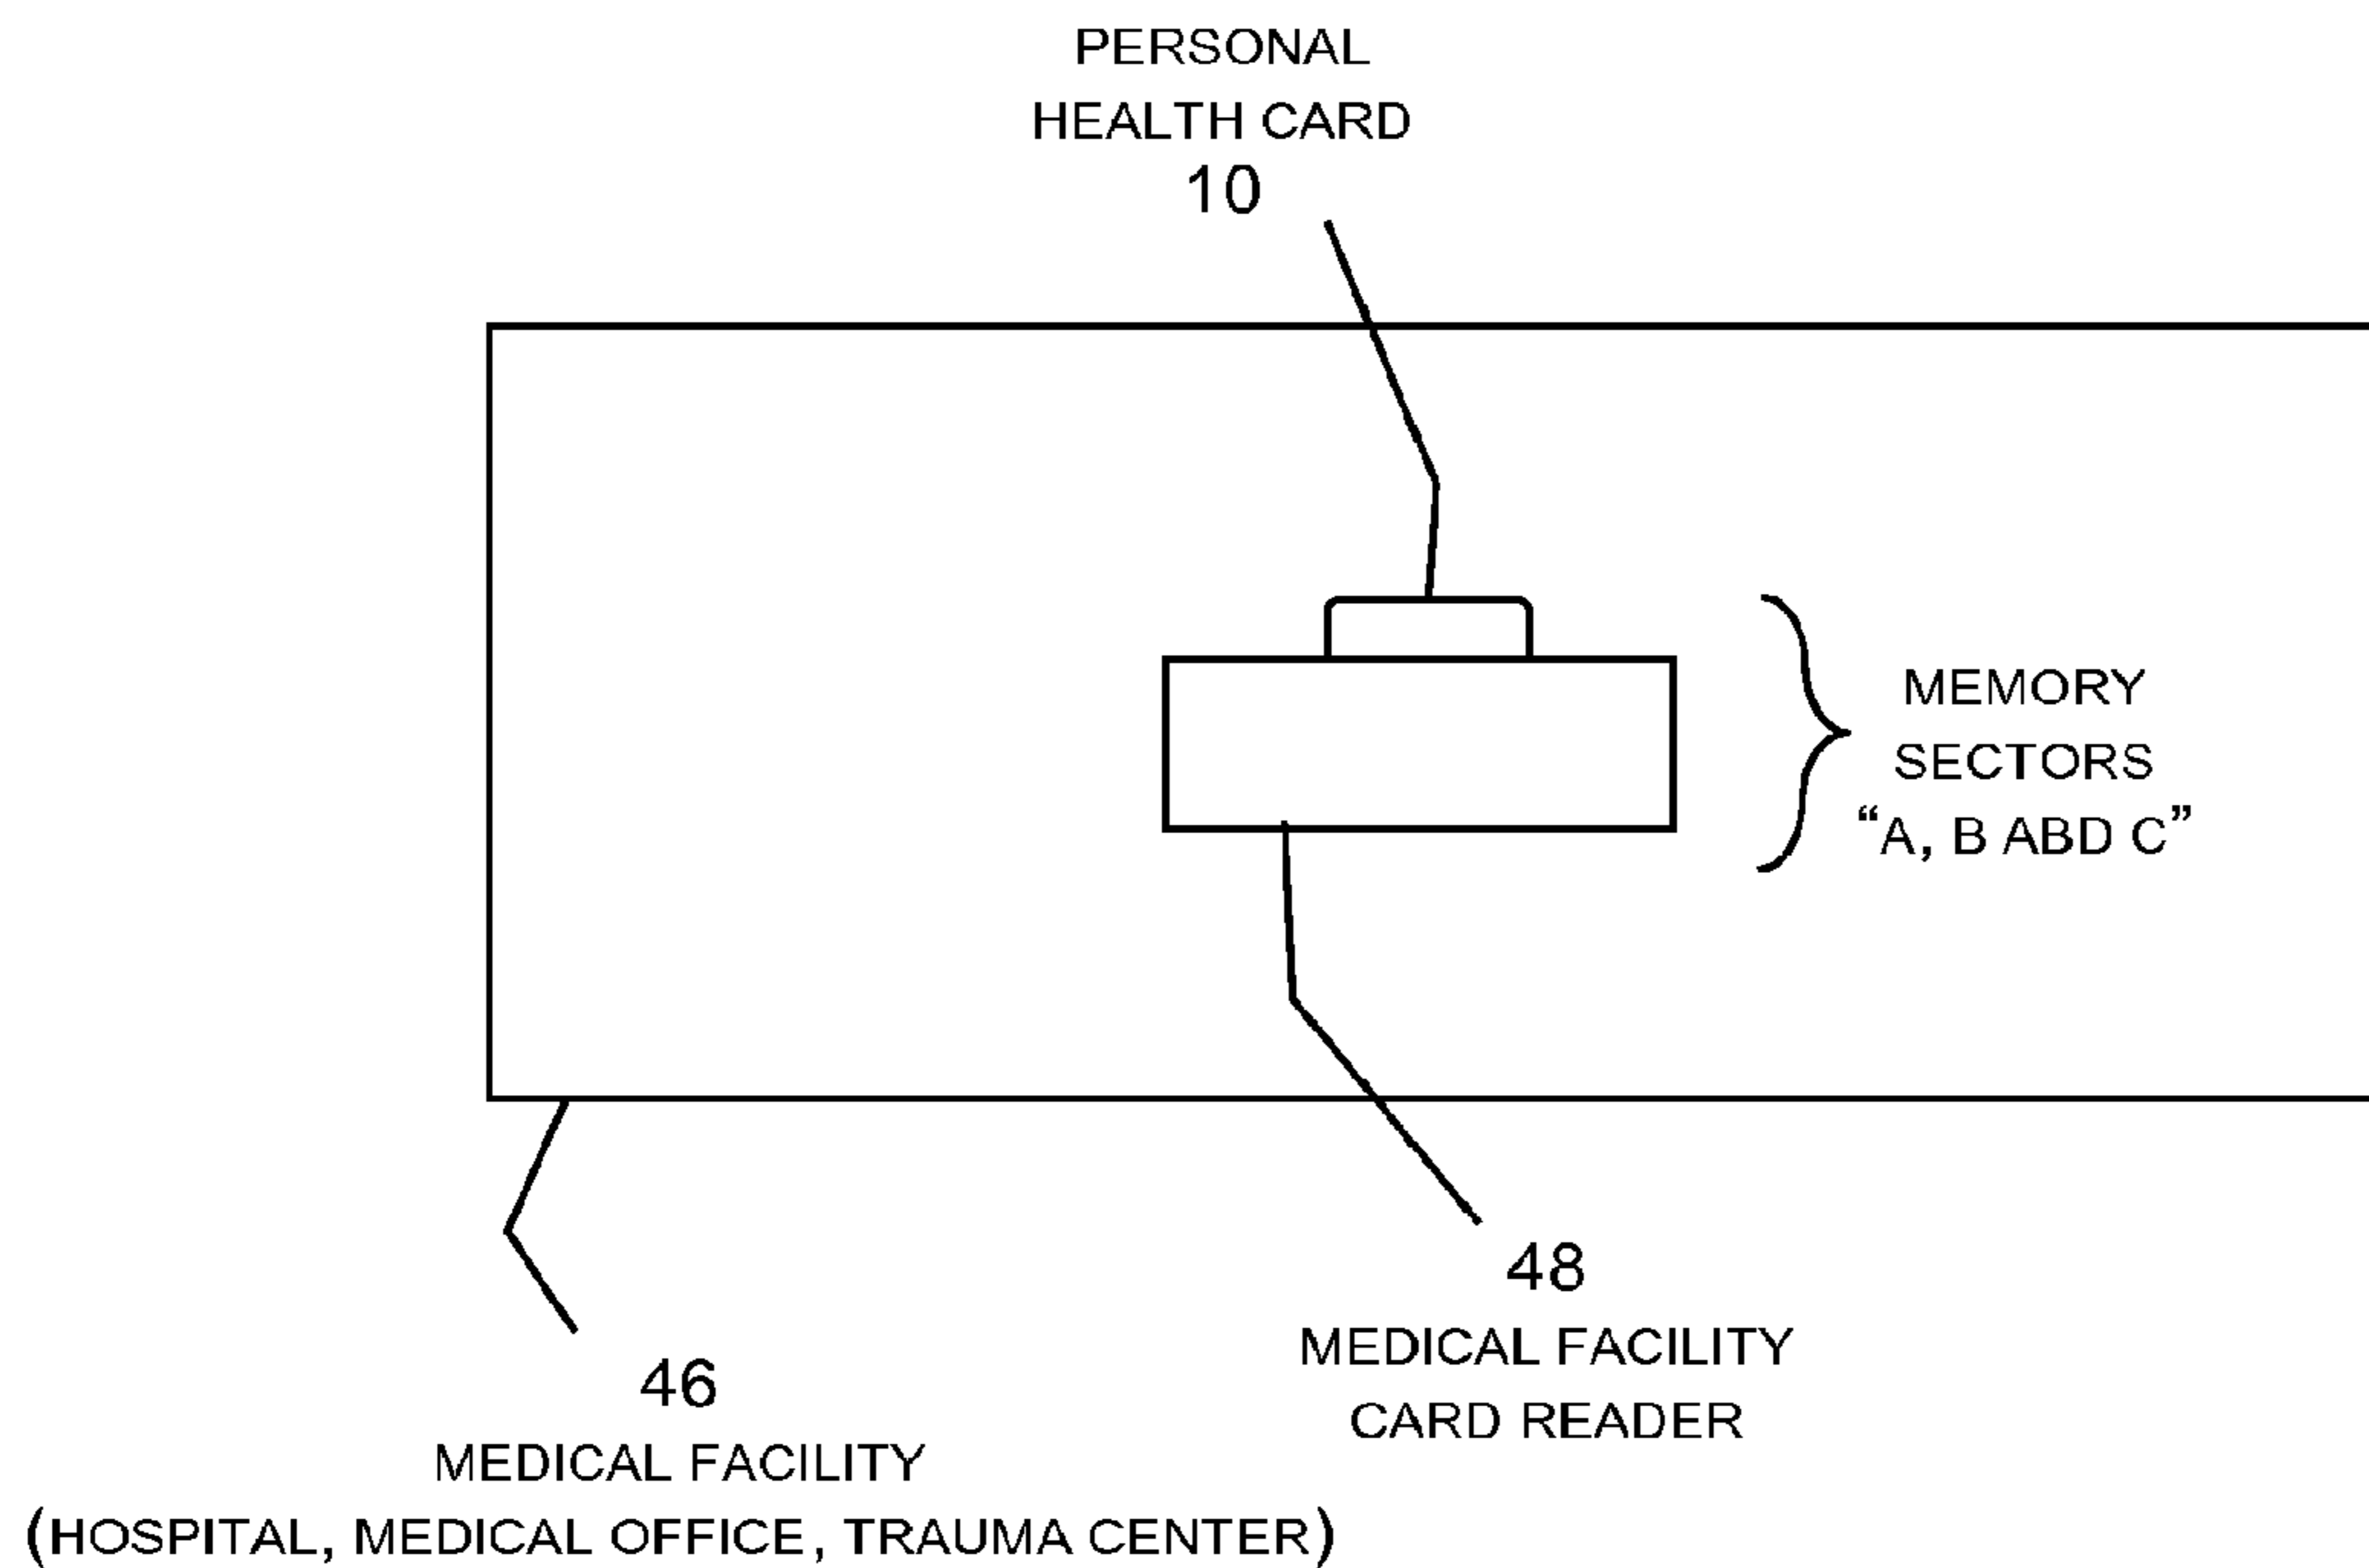 PERSONAL
HEALTH CARD
10
MEMORY
SECTORS
“A, B ABD C”
48
MEDICAL FACILITY
CARD READER
46
MEDICAL FACILITY
(HOSPITAL, MEDICAL OFFICE, TRAUMA CENTER)